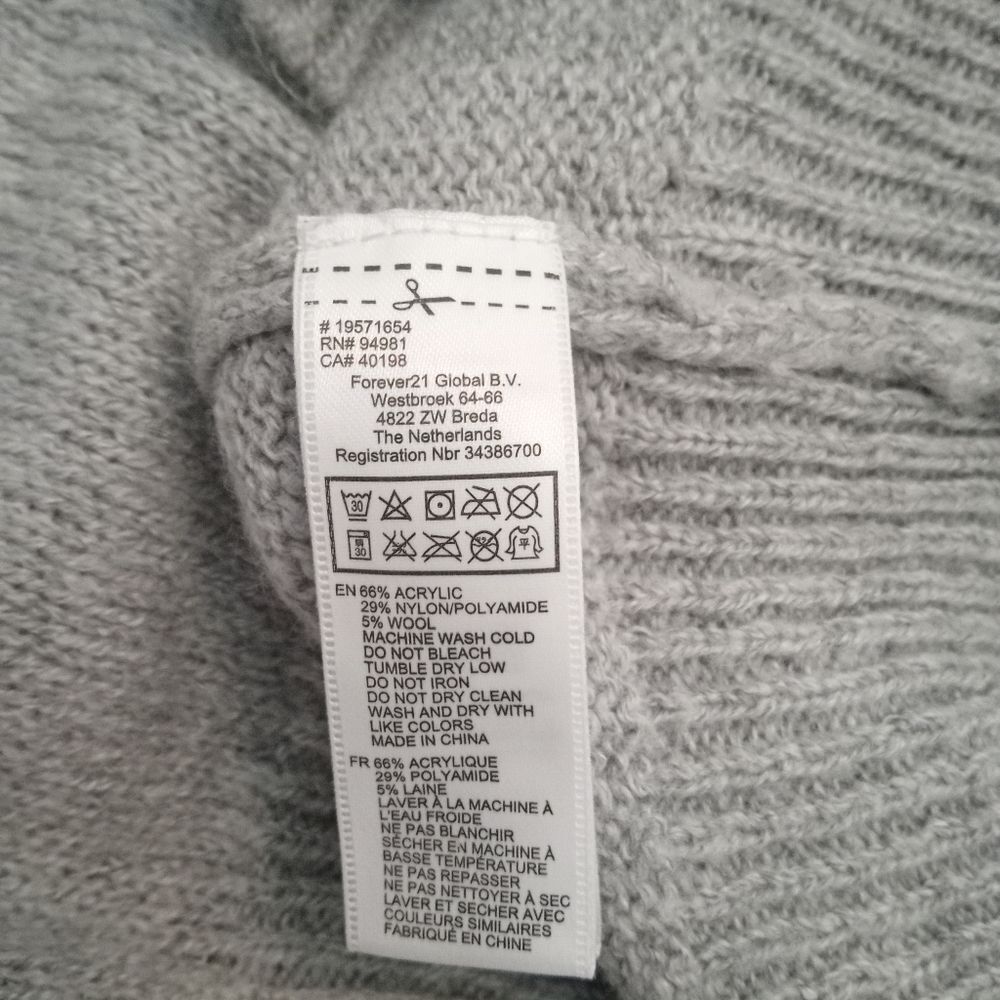 # 19571654
RN# 94981
CA# 40198
Forever21 Global B.V.
Westbroek 64-66
4822 ZW Breda
The Netherlands
Registration Nbr 34386700
30
30 平
EN 66% ACRYLIC
29% NYLON/POLYAMIDE
5% WOOL
MACHINE WASH COLD
DO NOT BLEACH
TUMBLE DRY LOW
DO NOT IRON
DO NOT DRY CLEAN
WASH AND DRY WITH
LIKE COLORS
MADE IN CHINA
FR 66% ACRYLIQUE
29% POLYAMIDE
5% LAINE
LAVER À LA MACHINE À
L'EAU FROIDE
NE PAS BLANCHIR
SÉCHER EN MACHINE À
BASSE TEMPÉRATURE
NE PAS REPASSER
NE PAS NETTOYER À SEC
LAVER ET SECHER AVEC
COULEURS SIMILAIRES
FABRIQUÉ EN CHINE